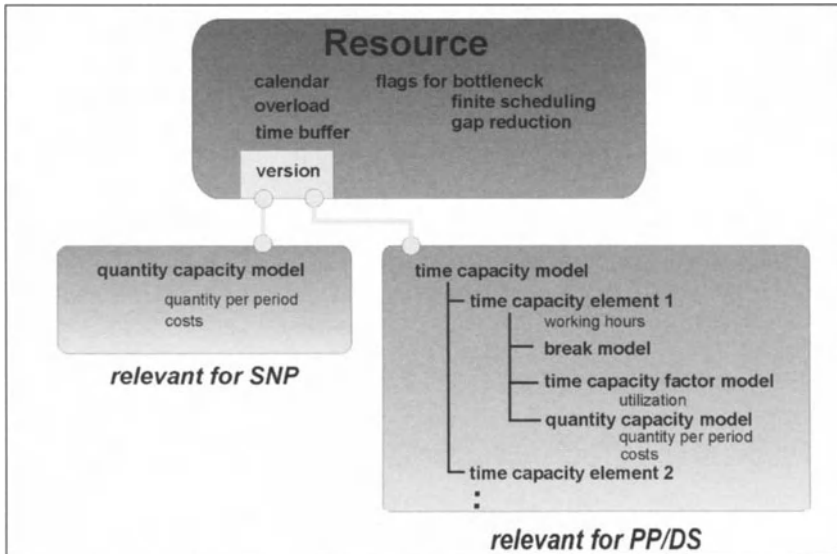 Resource
calendar flags for bottleneck
overload finite scheduling
time buffer gap reduction
version
quantity capacity model
quantity per period
costs
relevant for SNP
time capacity model
time capacity element 1
working hours
break model
time capacity factor model
utilization
quantity capacity model
quantity per period
costs
time capacity element 2
:
relevant for PP/DS